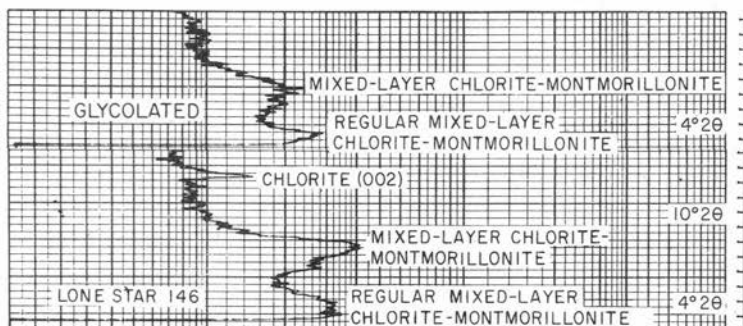 MIXED-LAYER CHLORITE-MONTMORILLONITE
GLYCOLATED
REGULAR MIXED-LAYER
CHLORITE-MONTMORILLONITE
4°2θ
CHLORITE (002)
10°2θ
MIXED-LAYER CHLORITE-
MONTMORILLONITE
LONE STAR 146
REGULAR MIXED-LAYER
CHLORITE-MONTMORILLONITE
4°2θ